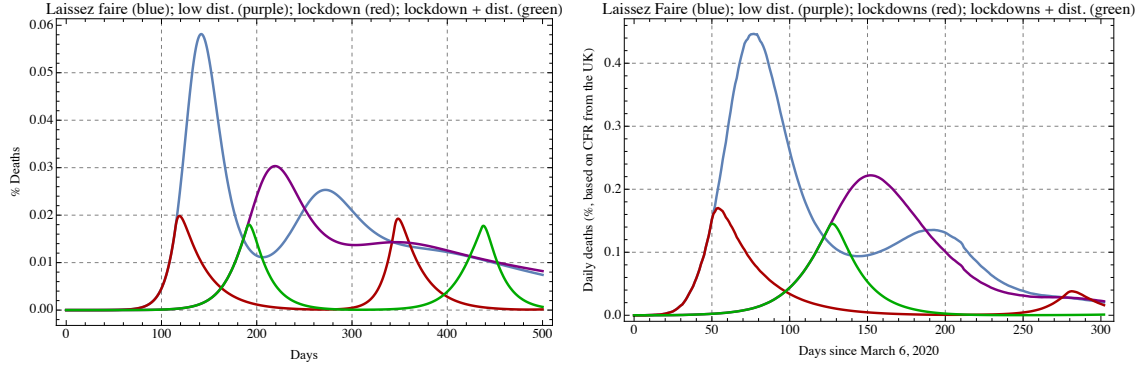 Laissez faire (blue); low dist. (purple); lockdown (red); lockdown + dist. (green)
0.06
0.05
0.04
0.03
0.02
0.01
0.00
% Deaths
0 100 200 300 400 500
Days
Laissez Faire (blue); low dist. (purple); lockdowns (red); lockdowns + dist. (green)
0.4
0.3
0.2
0.1
0.0
Daily deaths (%, based on CFR from the UK)
0 50 100 150 200 250 300
Days since March 6, 2020